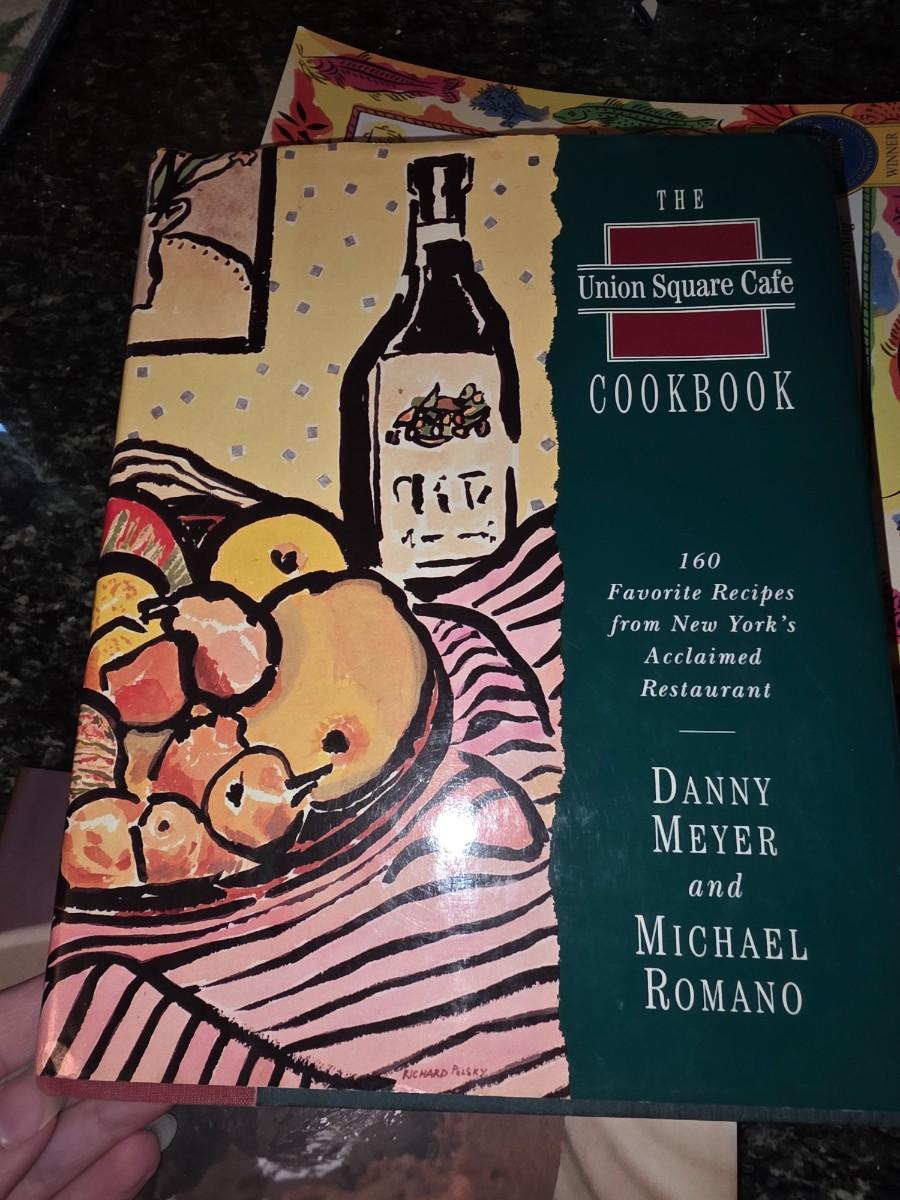 THE
Union Square Cafe
COOKBOOK
160
Favorite Recipes
from New York's
Acclaimed
Restaurant
DANNY
MEYER
and
MICHAEL
ROMANO
RICHARD POLSKY
WINNER